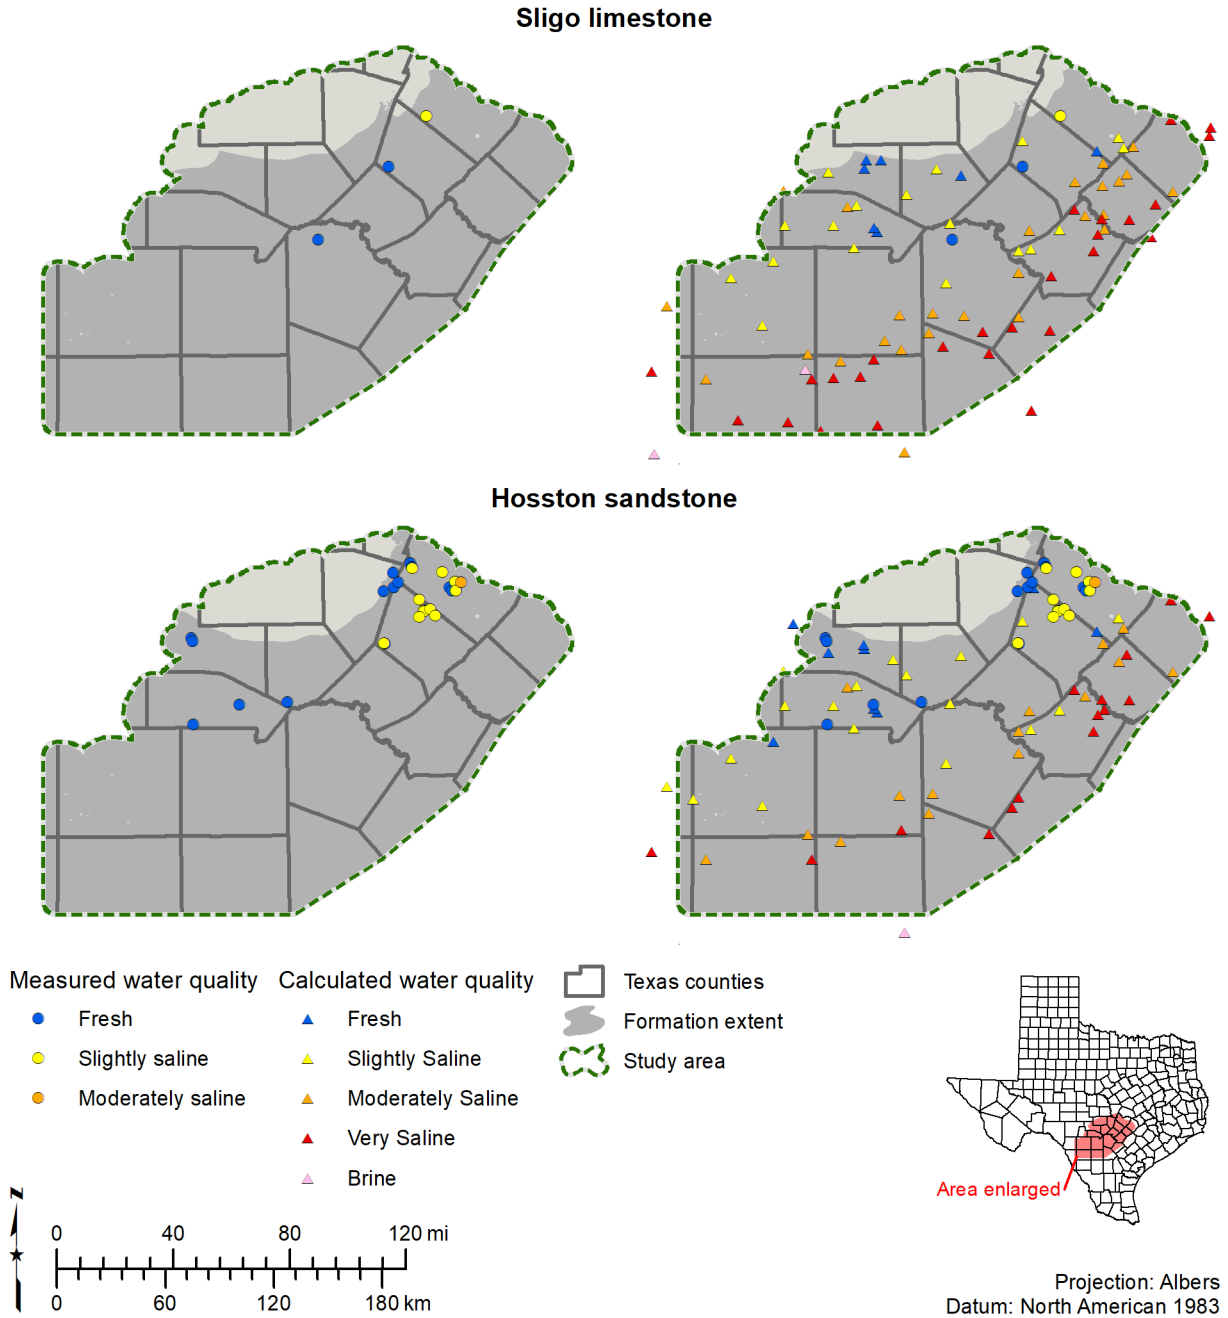 Sligo limestone
Hosston sandstone
Measured water quality
Fresh
Slightly saline
Moderately saline
Calculated water quality
Fresh
Slightly Saline
Moderately Saline
Very Saline
Brine
Texas counties
Formation extent
Study area
Area enlarged
N
0 40 80 120 mi
0 60 120 180 km
Projection: Albers
Datum: North American 1983